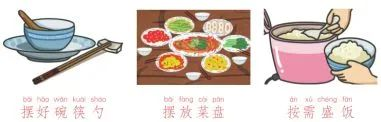 bǎi hǎo wǎn kuài sháo
摆好碗筷勺
bǎi fàng cài pán
摆放菜盘
àn xū chéng fàn
按需盛饭